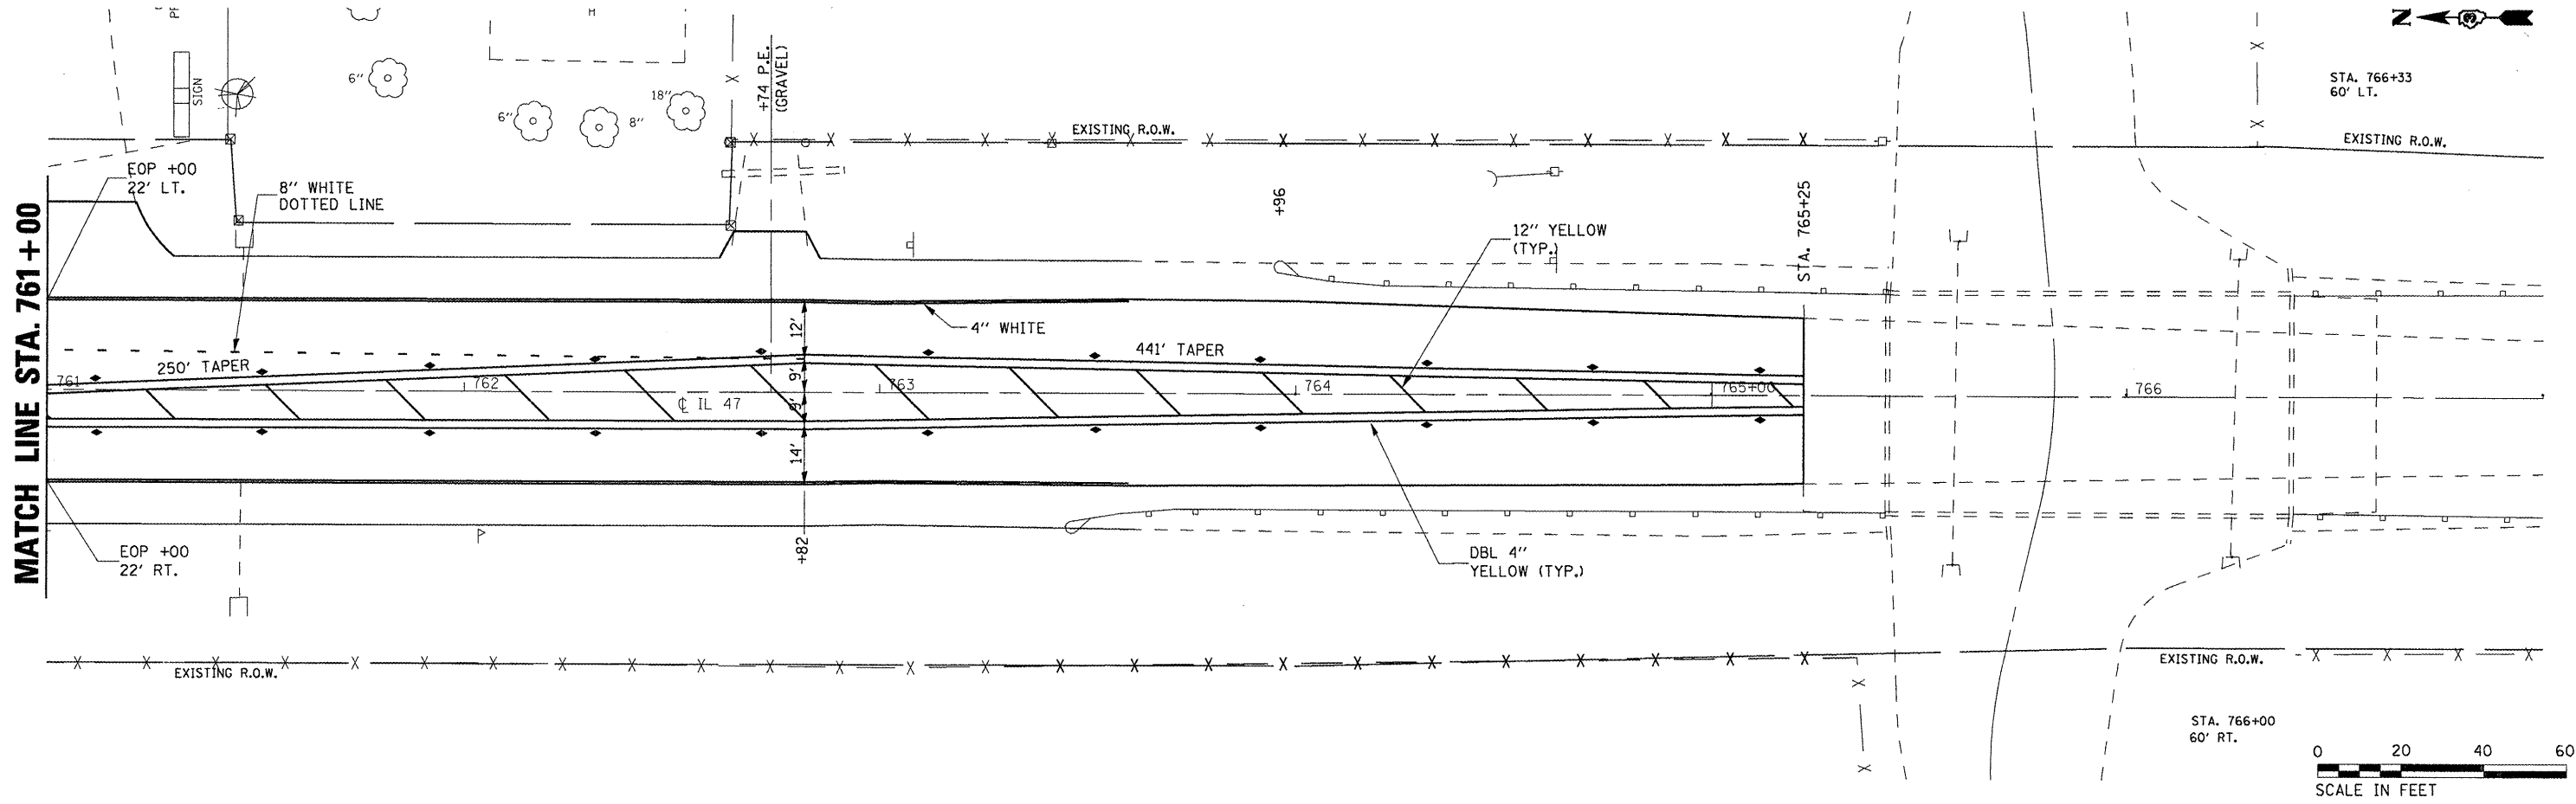 N
H
SIGN
6"
6"
8"
18"
+74 P.E.
(GRAVEL)
STA. 766+33
60' LT.
EXISTING R.O.W.
EXISTING R.O.W.
EOP +00
22' LT.
8" WHITE
DOTTED LINE
+96
STA. 765+25
12" YELLOW
(TYP.)
MATCH LINE STA. 761+00
12'
4" WHITE
250' TAPER
441' TAPER
761
762
763
764
765+00
766
9'
9'
℄ IL 47
14'
EOP +00
22' RT.
+82
DBL 4"
YELLOW (TYP.)
EXISTING R.O.W.
EXISTING R.O.W.
STA. 766+00
60' RT.
0 20 40 60
SCALE IN FEET